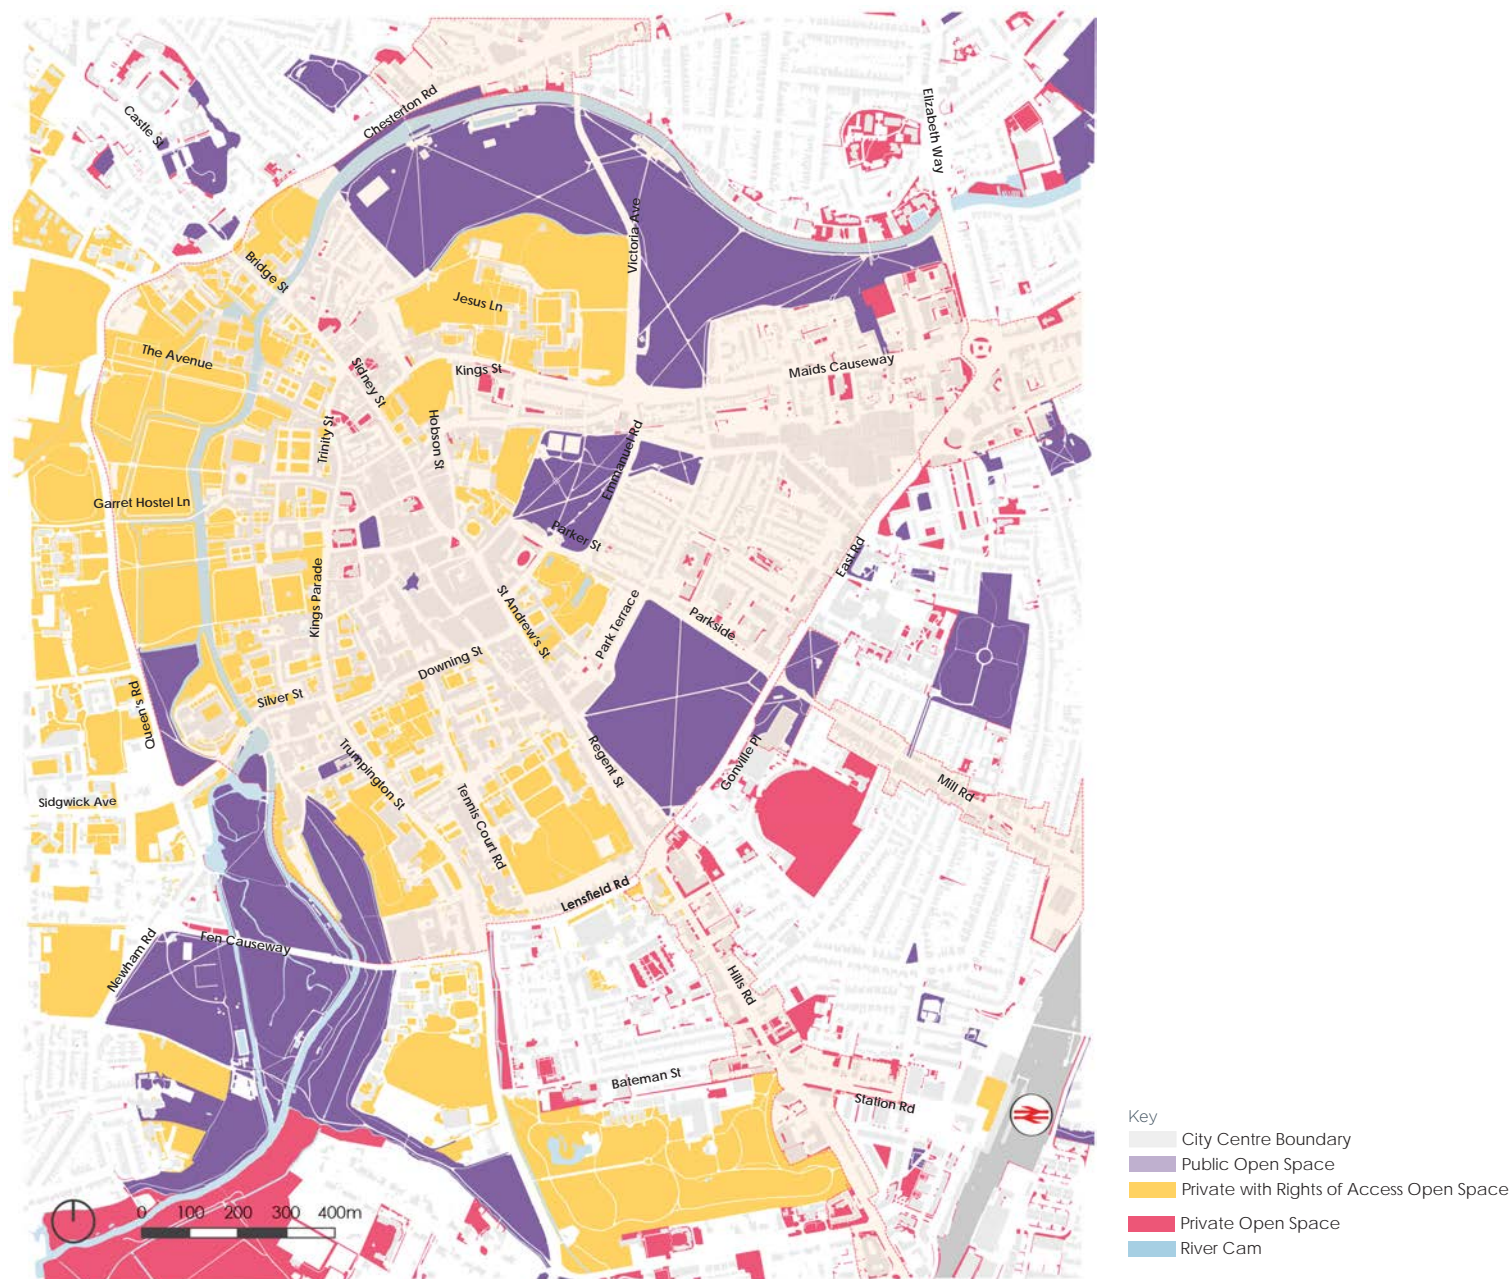 Castle St
Chesterton Rd
Elizabeth Way
Victoria Ave
Bridge St
Jesus Ln
The Avenue
Sidney St
Kings St
Maids Causeway
Trinity St
Hobson St
Emmanuel Rd
Garret Hostel Ln
Parker St
East Rd
Kings Parade
St Andrew's St
Park Terrace
Parkside
Downing St
Silver St
Queen's Rd
Trumpington St
Regent St
Gonville Pl
Mill Rd
Sidgwick Ave
Tennis Court Rd
Lensfield Rd
Newham Rd
Fen Causeway
Hills Rd
Bateman St
Station Rd
0 100 200 300 400m
Key
City Centre Boundary
Public Open Space
Private with Rights of Access Open Space
Private Open Space
River Cam